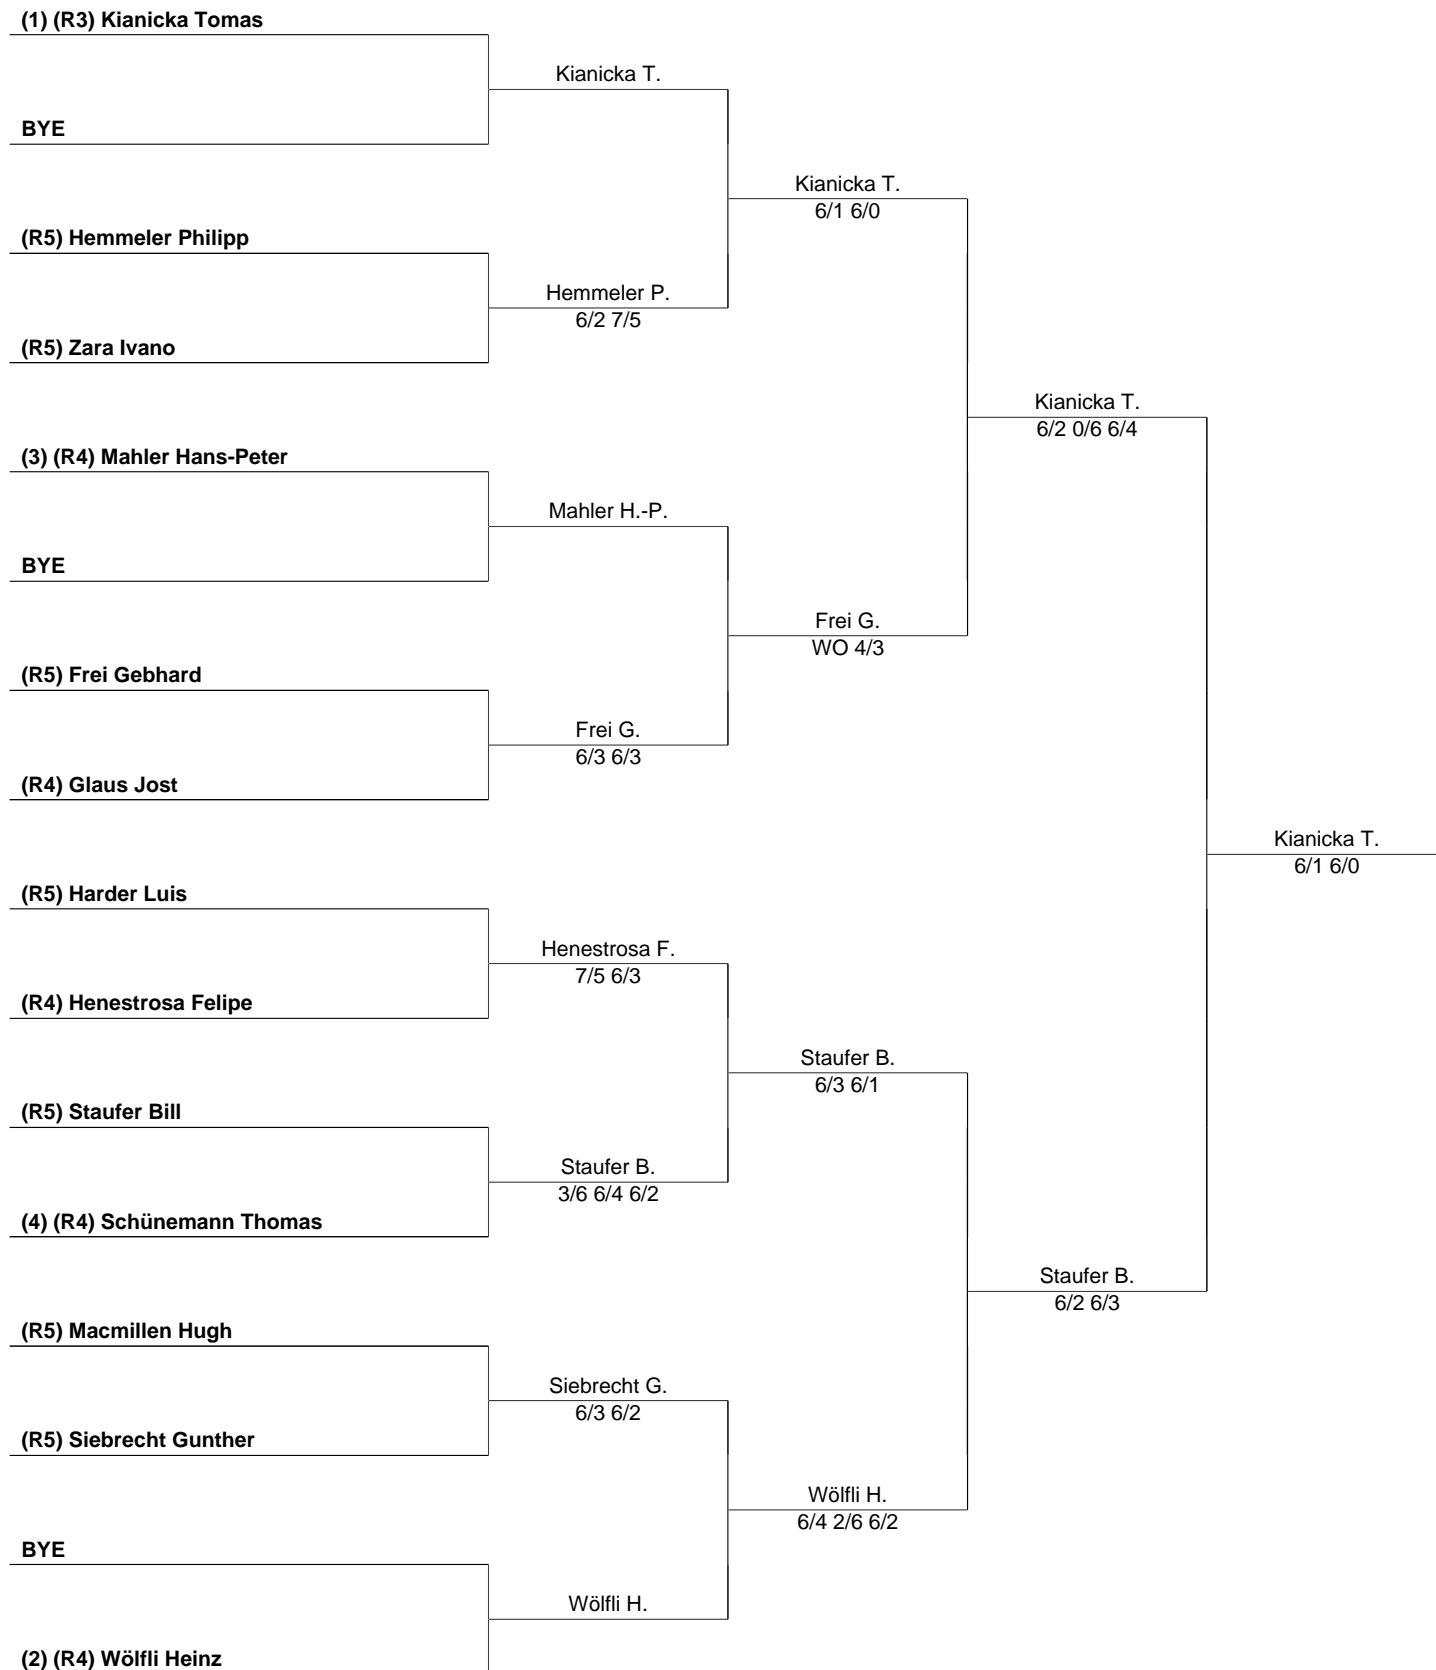 (1) (R3) Kianicka Tomas
Kianicka T.
BYE
Kianicka T.
6/1 6/0
(R5) Hemmeler Philipp
Hemmeler P.
6/2 7/5
(R5) Zara Ivano
Kianicka T.
6/2 0/6 6/4
(3) (R4) Mahler Hans-Peter
Mahler H.-P.
BYE
Frei G.
WO 4/3
(R5) Frei Gebhard
Frei G.
6/3 6/3
(R4) Glaus Jost
Kianicka T.
6/1 6/0
(R5) Harder Luis
Henestrosa F.
7/5 6/3
(R4) Henestrosa Felipe
Staufer B.
6/3 6/1
(R5) Staufer Bill
Staufer B.
3/6 6/4 6/2
(4) (R4) Schünemann Thomas
Staufer B.
6/2 6/3
(R5) Macmillen Hugh
Siebrecht G.
6/3 6/2
(R5) Siebrecht Gunther
Wölfli H.
6/4 2/6 6/2
BYE
Wölfli H.
(2) (R4) Wölfli Heinz